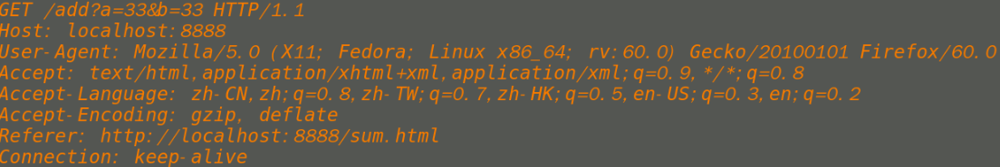 GET /add?a=33&b=33 HTTP/1.1
Host: localhost:8888
User-Agent: Mozilla/5.0 (X11; Fedora; Linux x86_64; rv:60.0) Gecko/20100101 Firefox/60.0
Accept: text/html,application/xhtml+xml,application/xml;q=0.9,*/*;q=0.8
Accept-Language: zh-CN,zh;q=0.8,zh-TW;q=0.7,zh-HK;q=0.5,en-US;q=0.3,en;q=0.2
Accept-Encoding: gzip, deflate
Referer: http://localhost:8888/sum.html
Connection: keep-alive